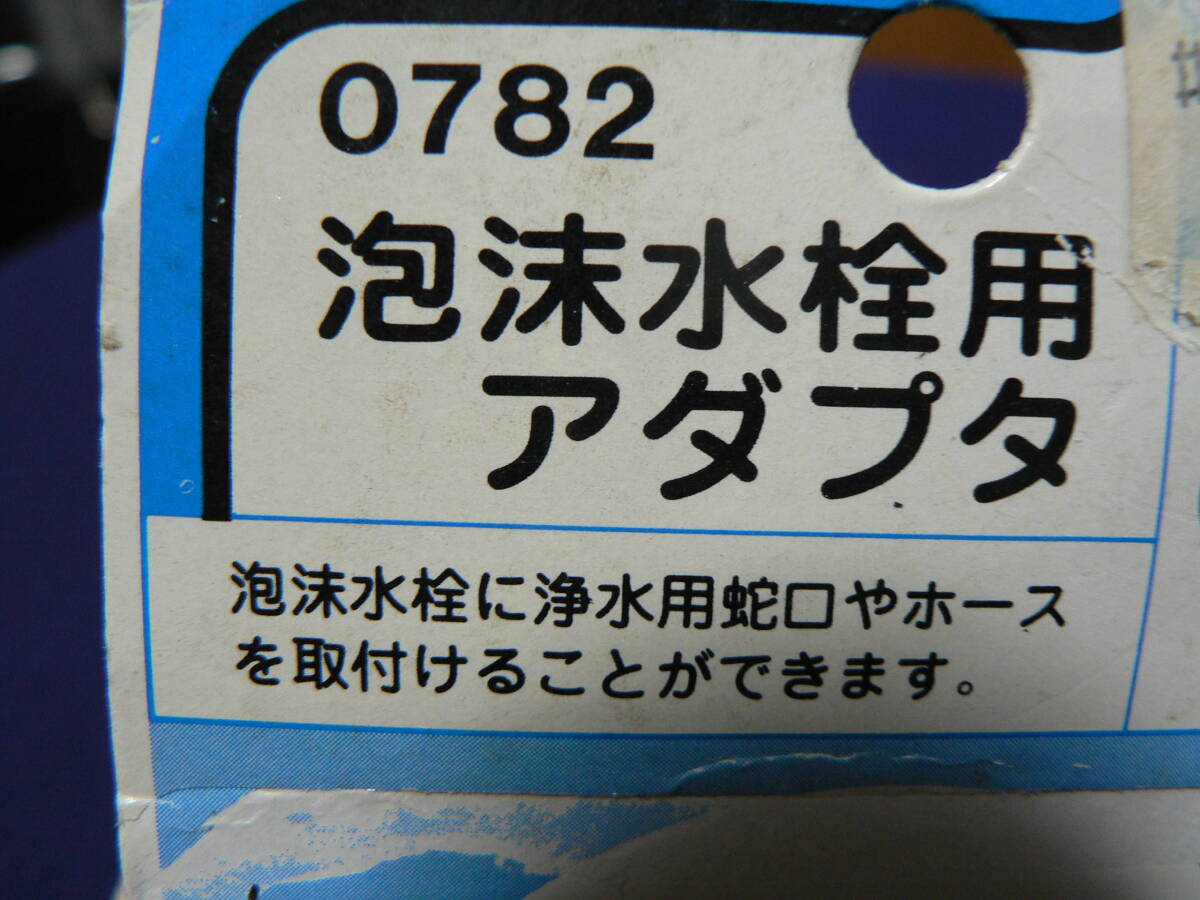 0782
泡沫水栓用
アダプタ
泡沫水栓に浄水用蛇口やホース
を取付けることができます。